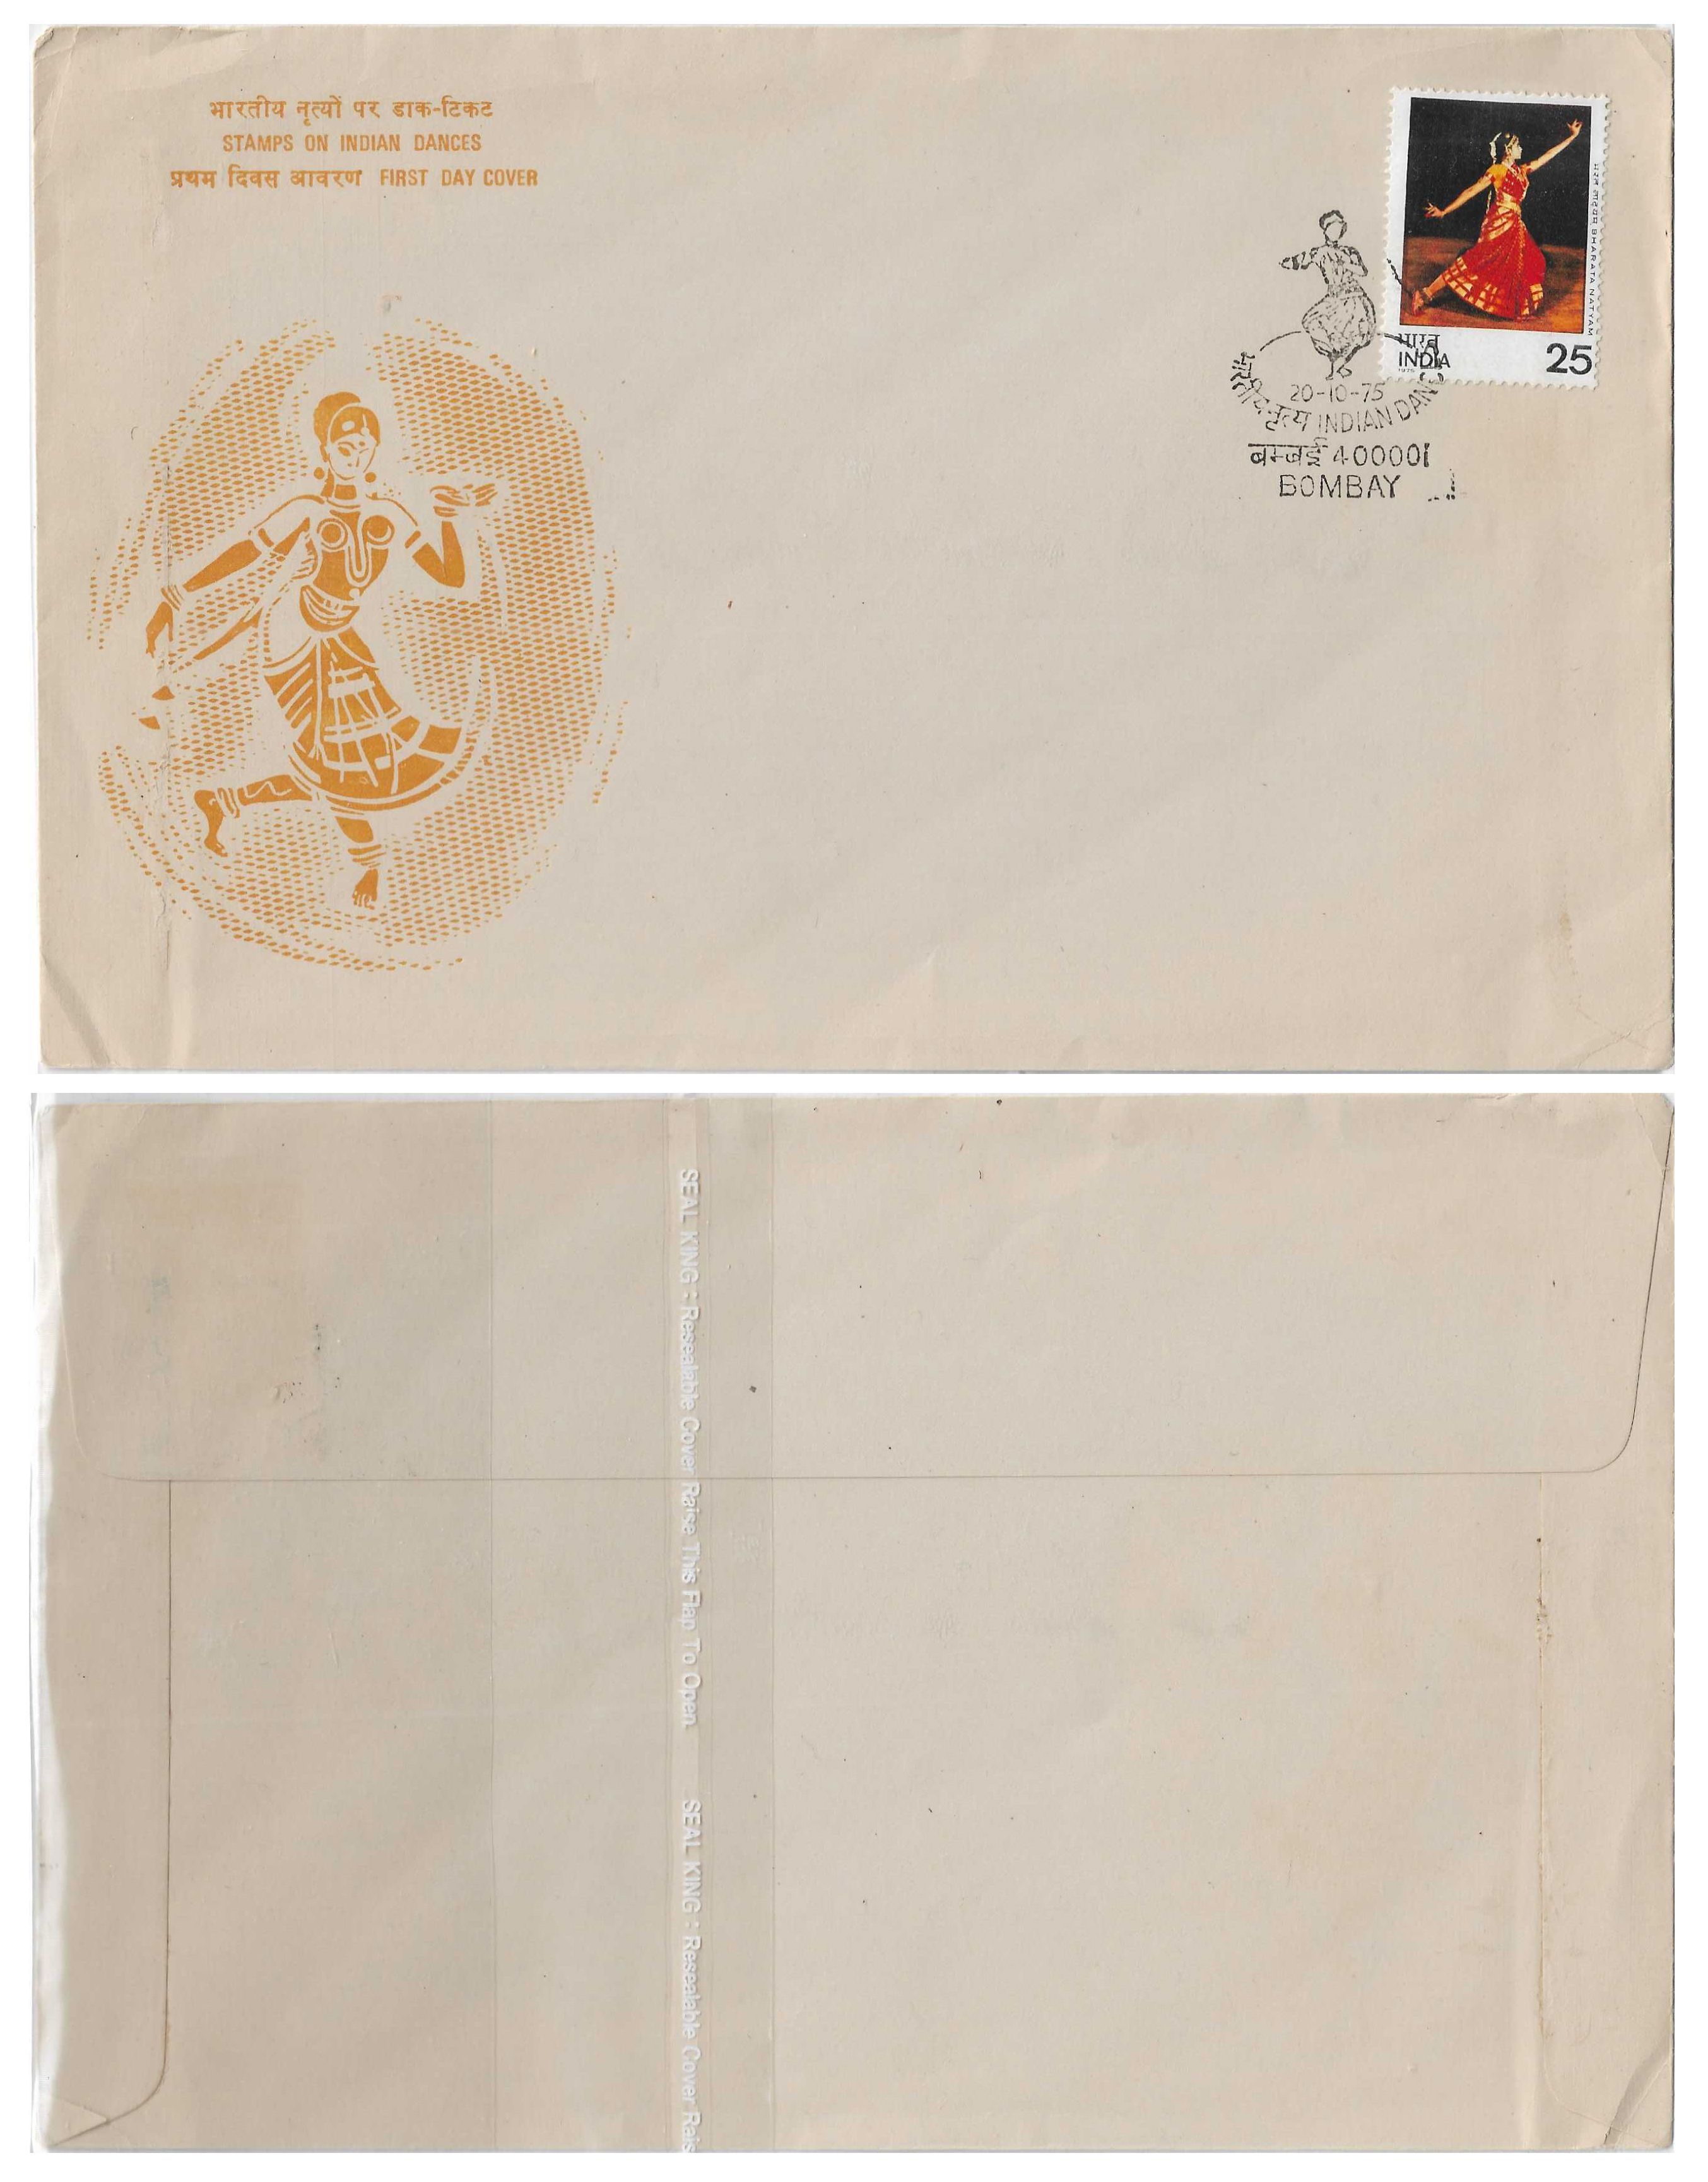 भारतीय नृत्यों पर डाक-टिकट
STAMPS ON INDIAN DANCES
प्रथम दिवस आवरण FIRST DAY COVER
भरत नाट्यम BHARATA NATYAM
भारत
INDIA
1975
25
20-10-75
भारतीय नृत्य INDIAN DANCE
बम्बई 400001
BOMBAY
SEAL KING : Resealable Cover Raise This Flap To Open.
SEAL KING : Resealable Cover Rais